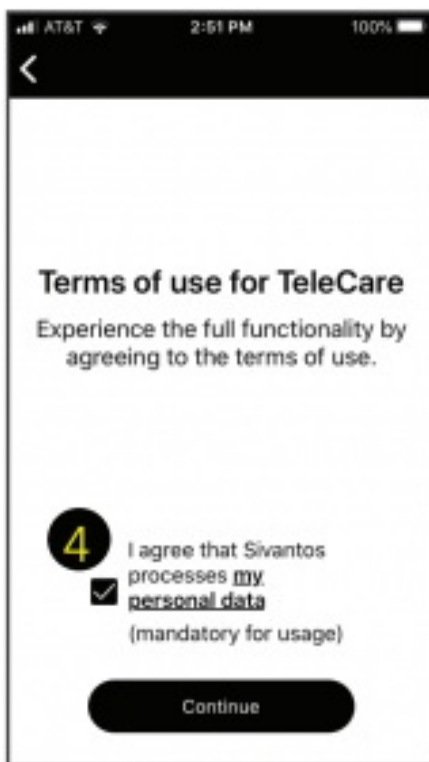 AT&T 2:51 PM 100%
Terms of use for TeleCare
Experience the full functionality by
agreeing to the terms of use.
4
I agree that Sivantos
processes my
personal data
(mandatory for usage)
Continue